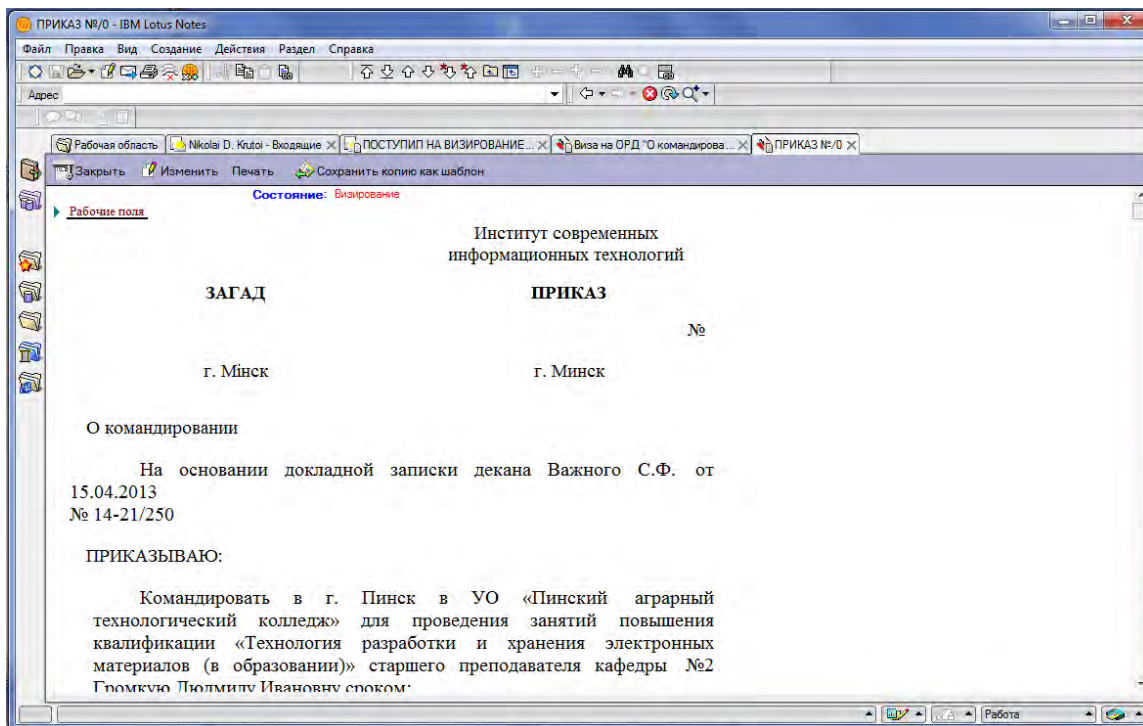 ПРИКАЗ №/0 - IBM Lotus Notes
Файл Правка Вид Создание Действия Раздел Справка
Адрес
Рабочая область Nikolai D. Krutoi - Входящие ПОСТУПИЛ НА ВИЗИРОВАНИЕ... Виза на ОРД "О командирова... ПРИКАЗ №/0
Закрыть Изменить Печать Сохранить копию как шаблон
Состояние: Визирование
Рабочие поля
Институт современных
информационных технологий
ЗАГАД ПРИКАЗ
№
г. Мінск г. Минск
О командировании
На основании докладной записки декана Важного С.Ф. от
15.04.2013
№ 14-21/250
ПРИКАЗЫВАЮ:
Командировать в г. Пинск в УО «Пинский аграрный
технологический колледж» для проведения занятий повышения
квалификации «Технология разработки и хранения электронных
материалов (в образовании)» старшего преподавателя кафедры №2
Громкую Людмилу Ивановну сроком:
Работа